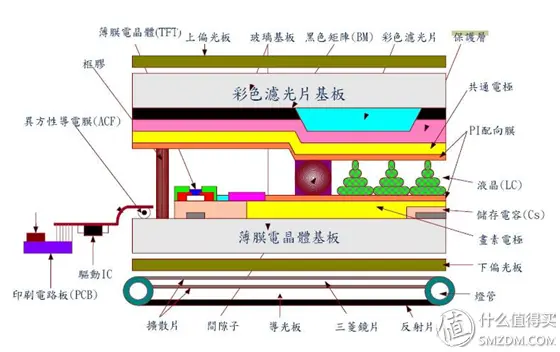 薄膜電晶體(TFT)
上偏光板
玻璃基板
黑色矩陣(BM)
彩色濾光片
保護層
框膠
彩色濾光片基板
共通電極
異方性導電膜(ACF)
PI配向膜
液晶(LC)
儲存電容(Cs)
畫素電極
薄膜電晶體基板
驅動IC
下偏光板
印刷電路板(PCB)
燈管
擴散片
間隙子
導光板
三菱鏡片
反射片
值 什么值得买
SMZDM.COM